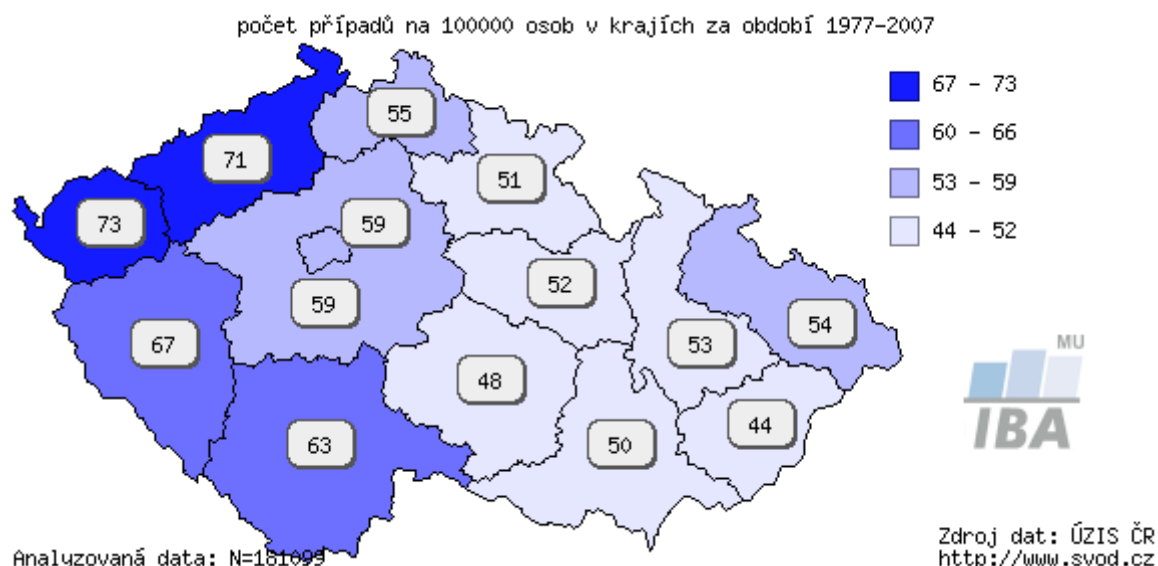 počet případů na 100000 osob v krajích za období 1977-2007
67 - 73
60 - 66
53 - 59
44 - 52
55
71
51
73
59
52
59
54
67
53
48
44
63
50
MU
IBA
Analyzovaná data: N=181099
Zdroj dat: ÚZIS ČR
http://www.svod.cz